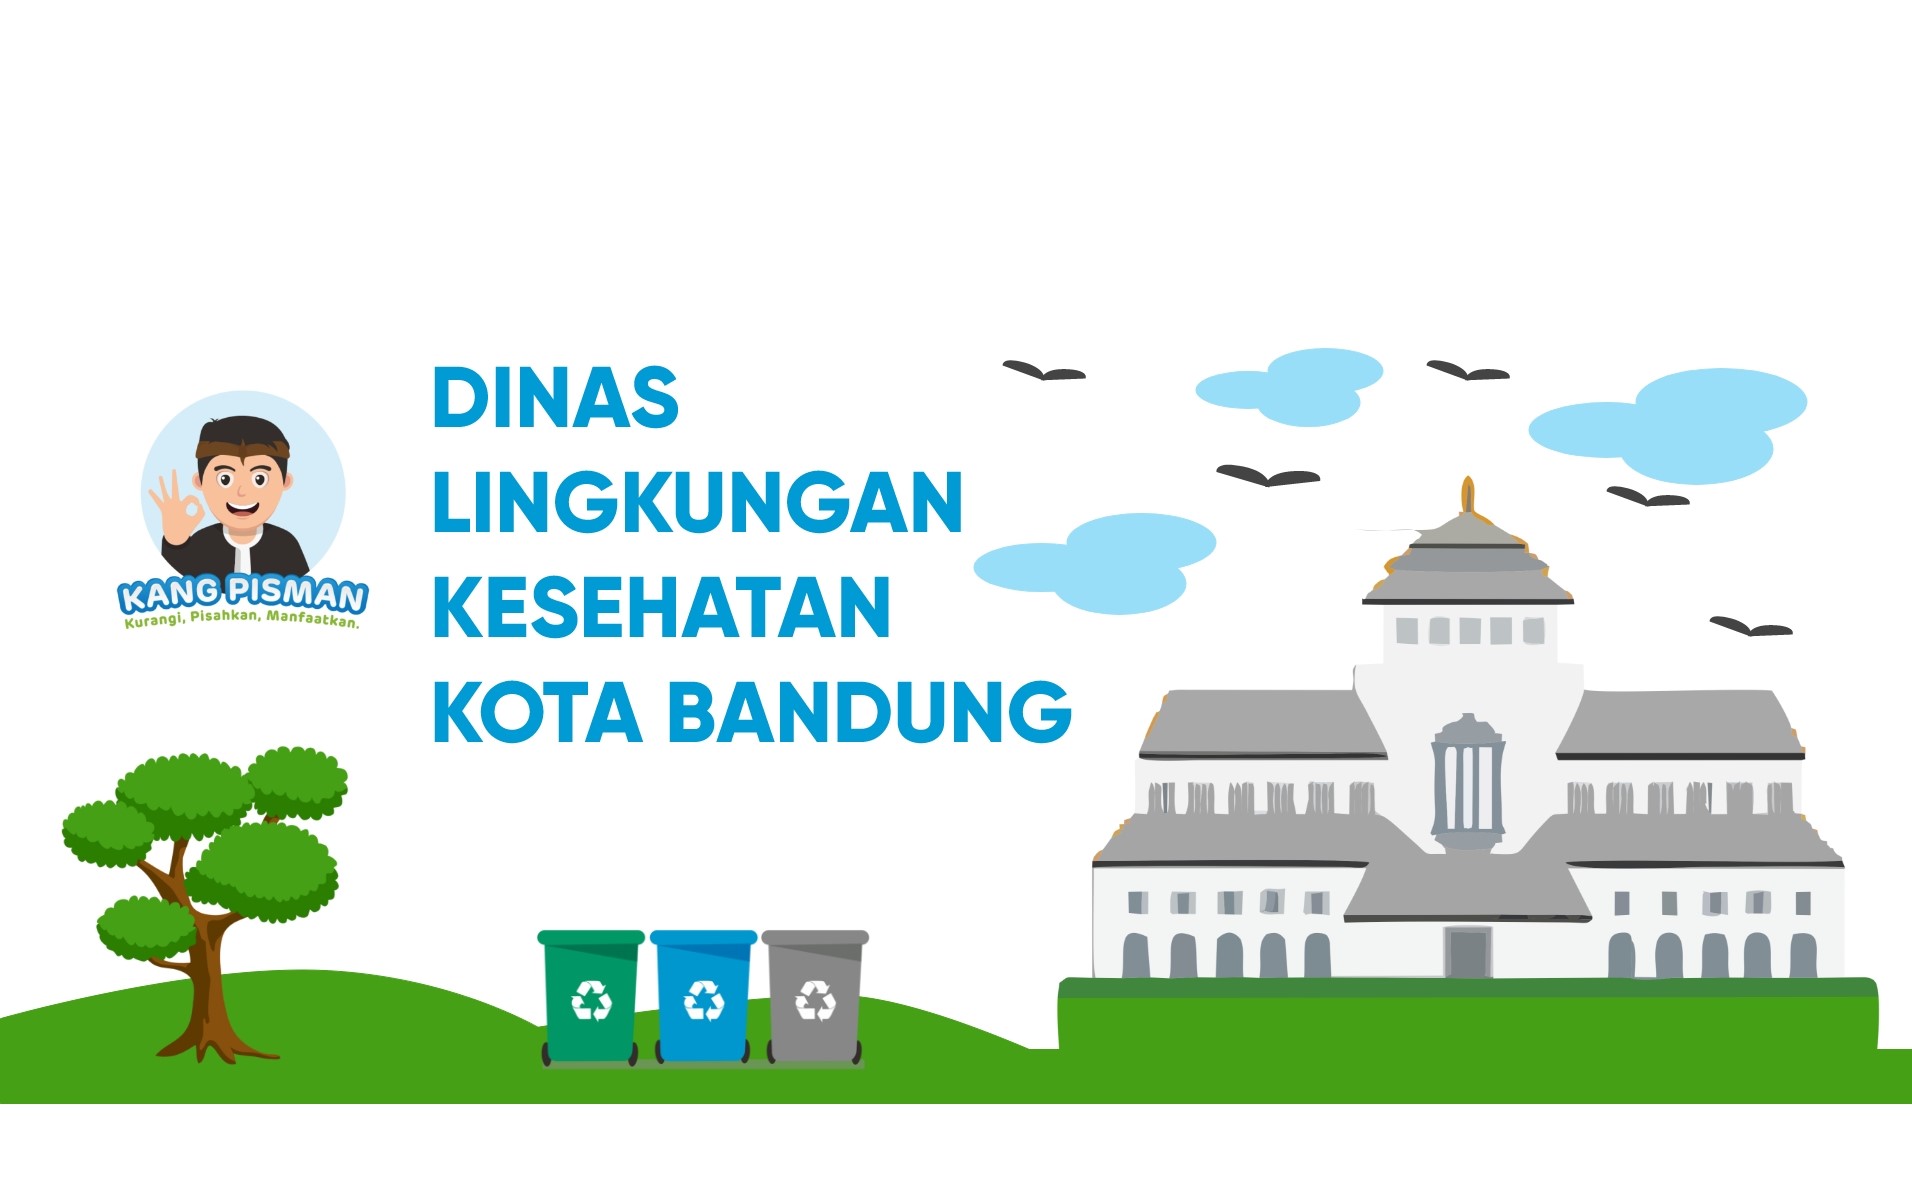 DINAS
LINGKUNGAN
KESEHATAN
KOTA BANDUNG
KANG PISMAN
Kurangi, Pisahkan, Manfaatkan.